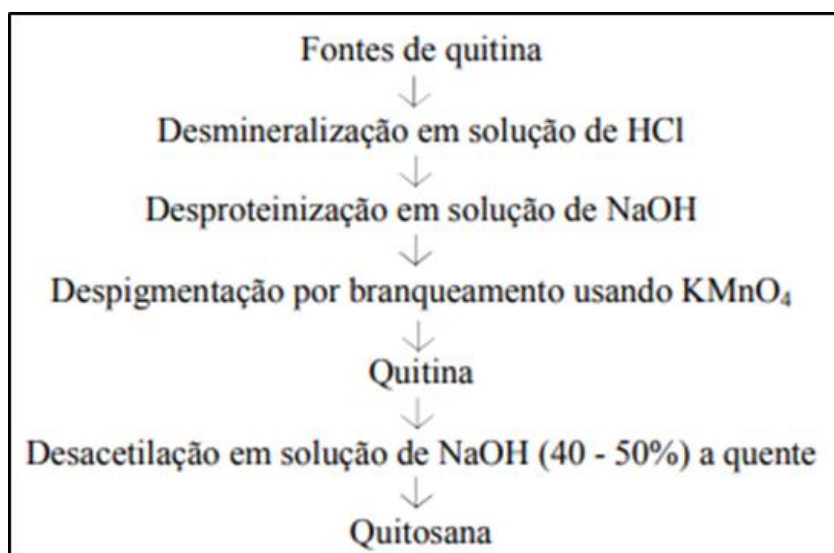 Fontes de quitina
Desmineralização em solução de HCl
Desproteinização em solução de NaOH
Despigmentação por branqueamento usando KMnO₄
Quitina
Desacetilação em solução de NaOH (40 - 50%) a quente
Quitosana